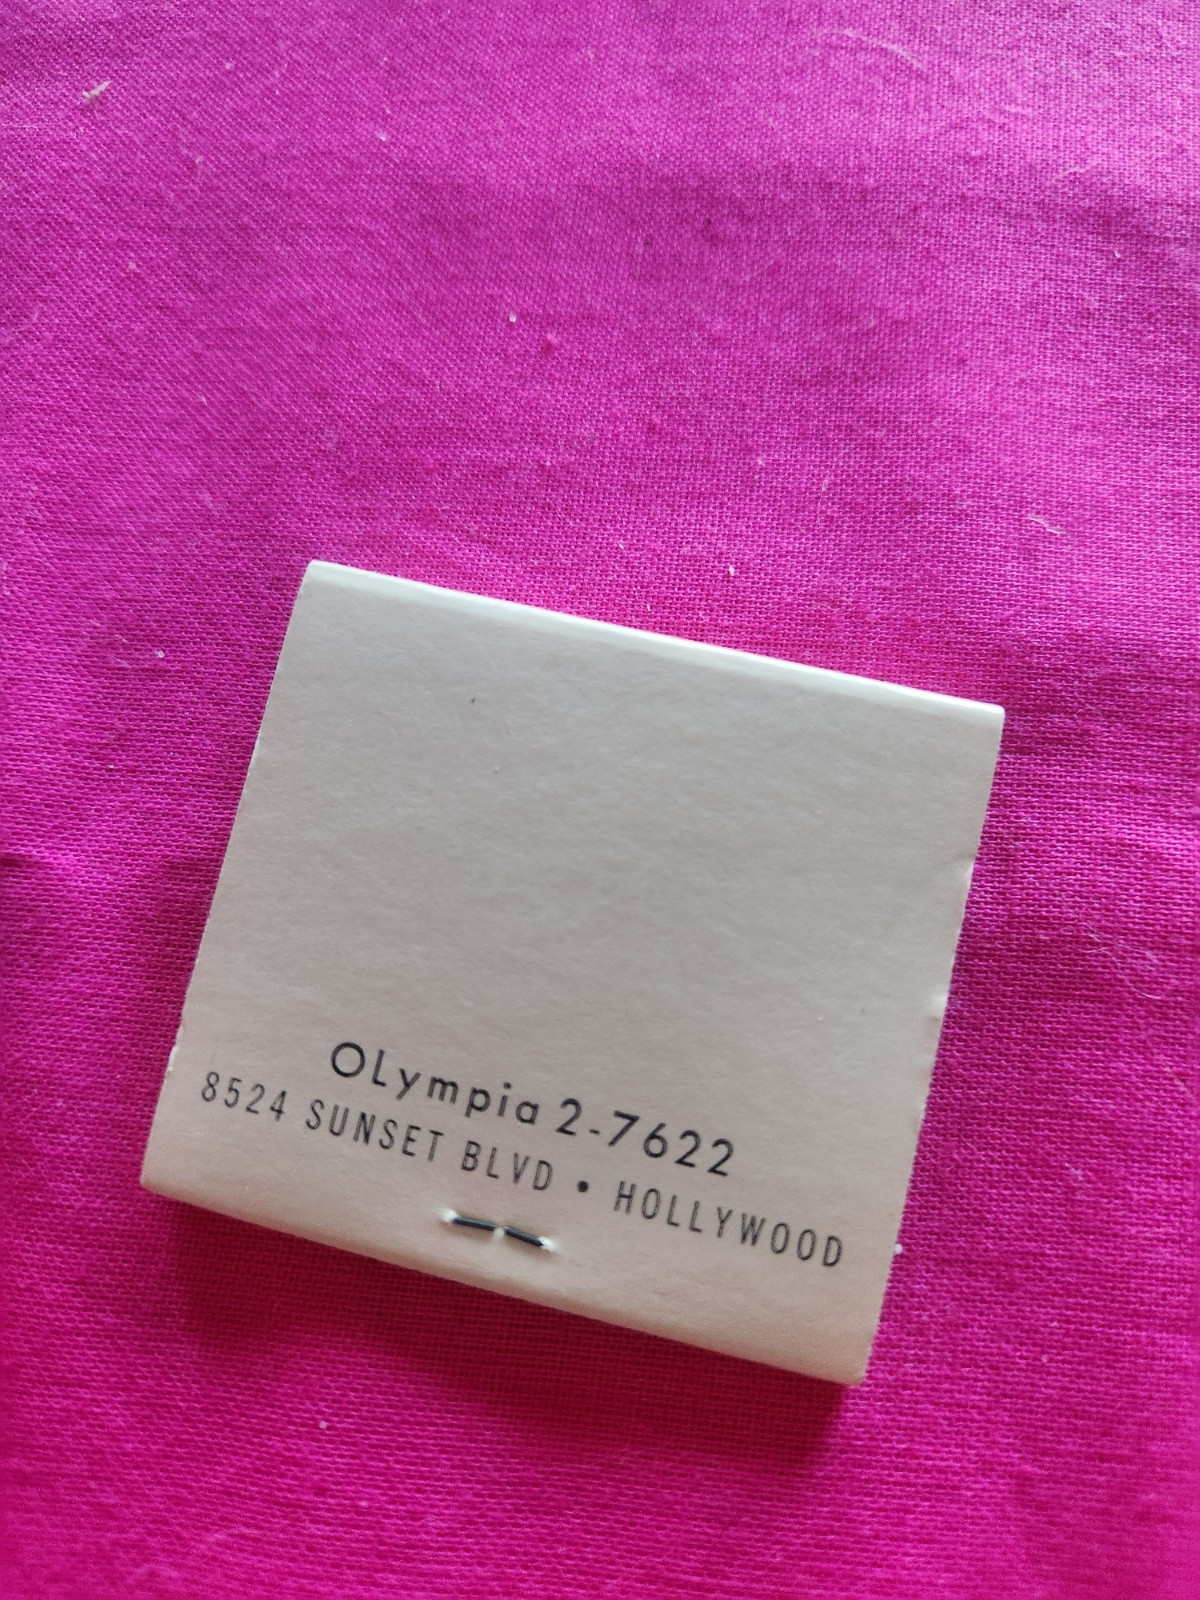 OLympia 2-7622
8524 SUNSET BLVD • HOLLYWOOD